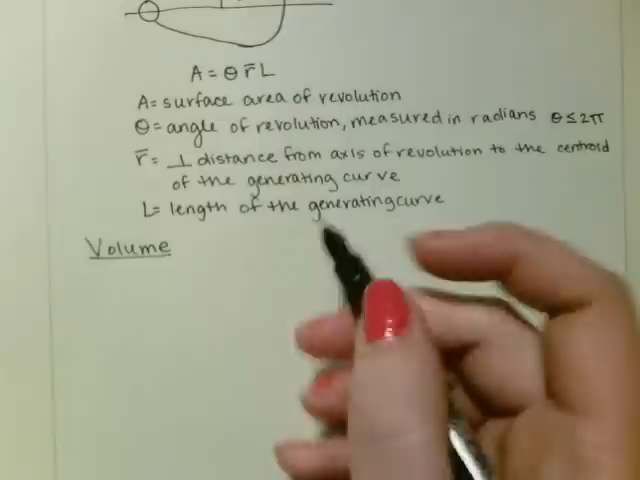 A = θ r̄ L
A = surface area of revolution
θ = angle of revolution, measured in radians θ ≤ 2π
r̄ = ⊥ distance from axis of revolution to the centroid
of the generating curve
L = length of the generating curve
Volume